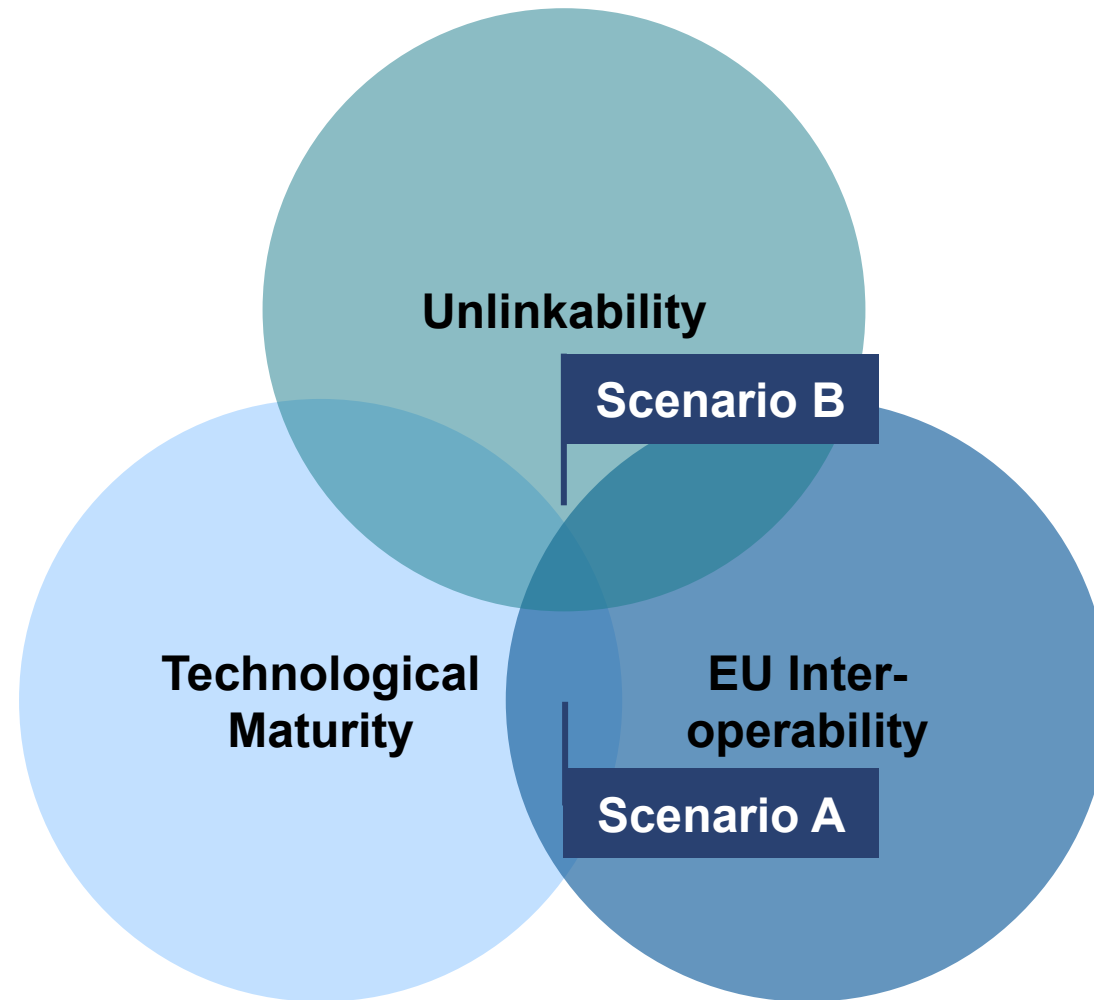 Unlinkability
Scenario B
Technological
Maturity
EU Inter-
operability
Scenario A